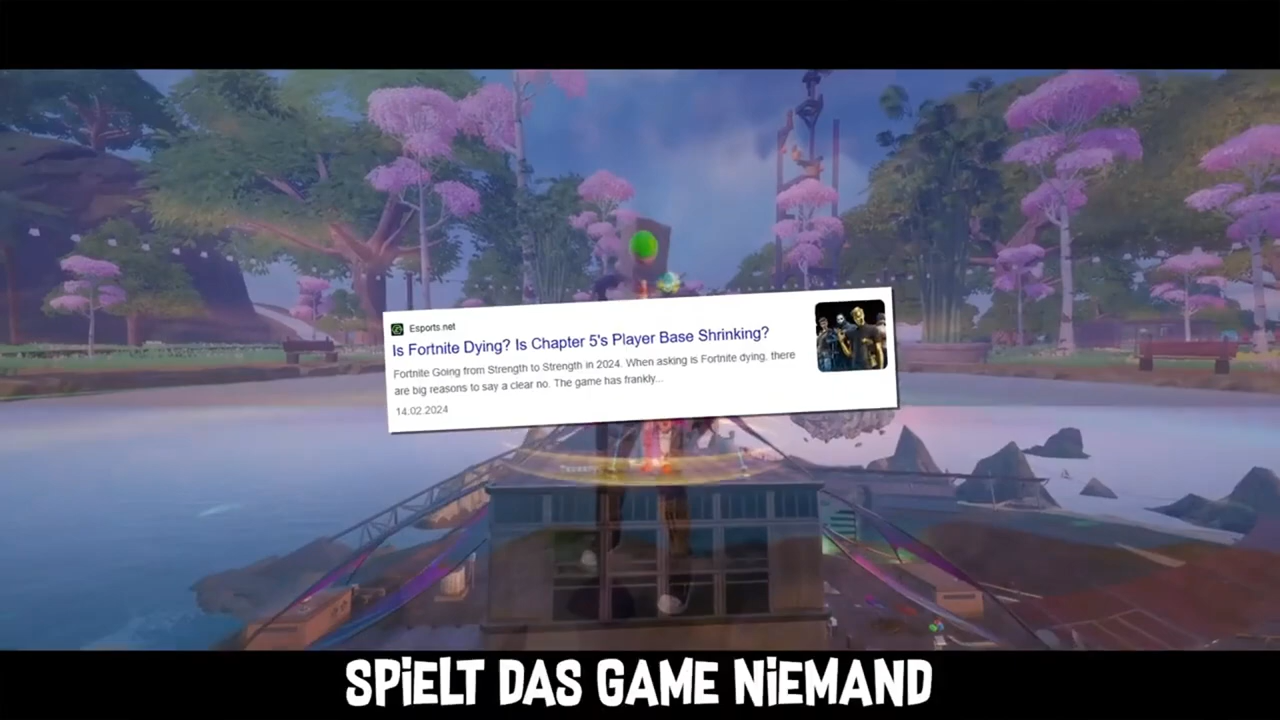 Esports.net
Is Fortnite Dying? Is Chapter 5's Player Base Shrinking?
Fortnite Going from Strength to Strength in 2024. When asking is Fortnite dying, there
are big reasons to say a clear no. The game has frankly...
14.02.2024
SPIELT DAS GAME NIEMAND